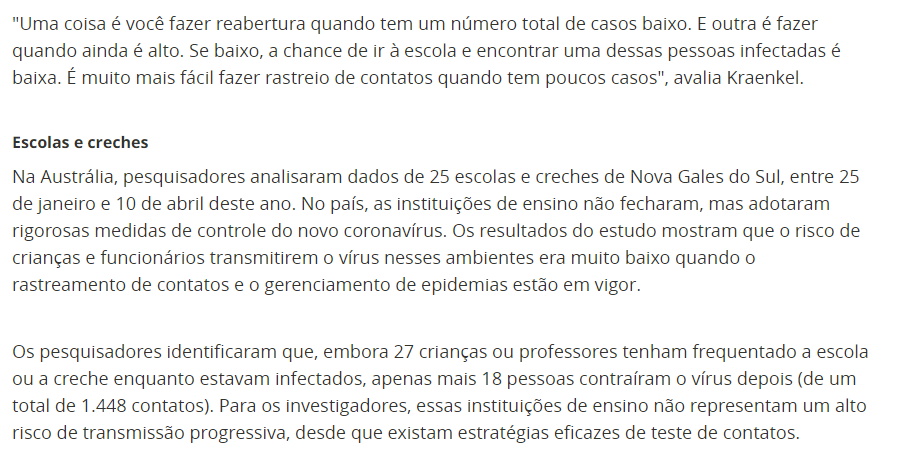 "Uma coisa é você fazer reabertura quando tem um número total de casos baixo. E outra é fazer
quando ainda é alto. Se baixo, a chance de ir à escola e encontrar uma dessas pessoas infectadas é
baixa. É muito mais fácil fazer rastreio de contatos quando tem poucos casos", avalia Kraenkel.
Escolas e creches
Na Austrália, pesquisadores analisaram dados de 25 escolas e creches de Nova Gales do Sul, entre 25
de janeiro e 10 de abril deste ano. No país, as instituições de ensino não fecharam, mas adotaram
rigorosas medidas de controle do novo coronavírus. Os resultados do estudo mostram que o risco de
crianças e funcionários transmitirem o vírus nesses ambientes era muito baixo quando o
rastreamento de contatos e o gerenciamento de epidemias estão em vigor.
Os pesquisadores identificaram que, embora 27 crianças ou professores tenham frequentado a escola
ou a creche enquanto estavam infectados, apenas mais 18 pessoas contraíram o vírus depois (de um
total de 1.448 contatos). Para os investigadores, essas instituições de ensino não representam um alto
risco de transmissão progressiva, desde que existam estratégias eficazes de teste de contatos.